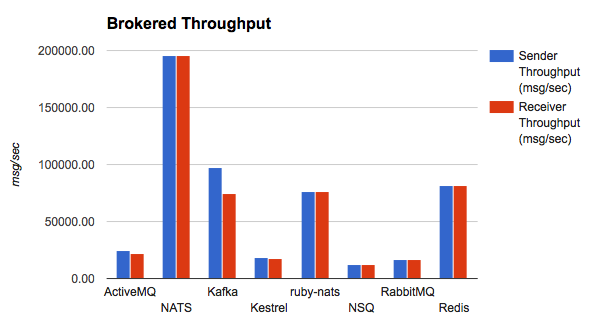 Brokered Throughput
200000.00
150000.00
100000.00
50000.00
0.00
msg/sec
ActiveMQ
NATS
Kafka
Kestrel
ruby-nats
NSQ
RabbitMQ
Redis
Sender
Throughput
(msg/sec)
Receiver
Throughput
(msg/sec)